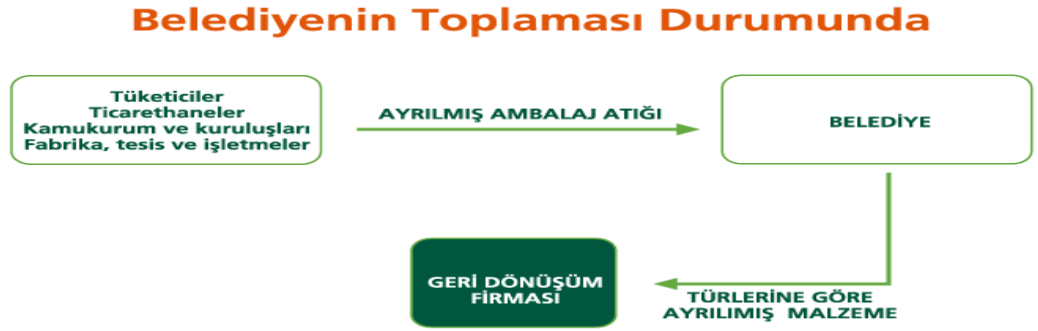 Belediyenin Toplaması Durumunda
Tüketiciler
Ticarethaneler
Kamukurum ve kuruluşları
Fabrika, tesis ve işletmeler
AYRILMIŞ AMBALAJ ATIĞI
BELEDİYE
GERİ DÖNÜŞÜM
FİRMASI
TÜRLERİNE GÖRE
AYRILIMIŞ MALZEME